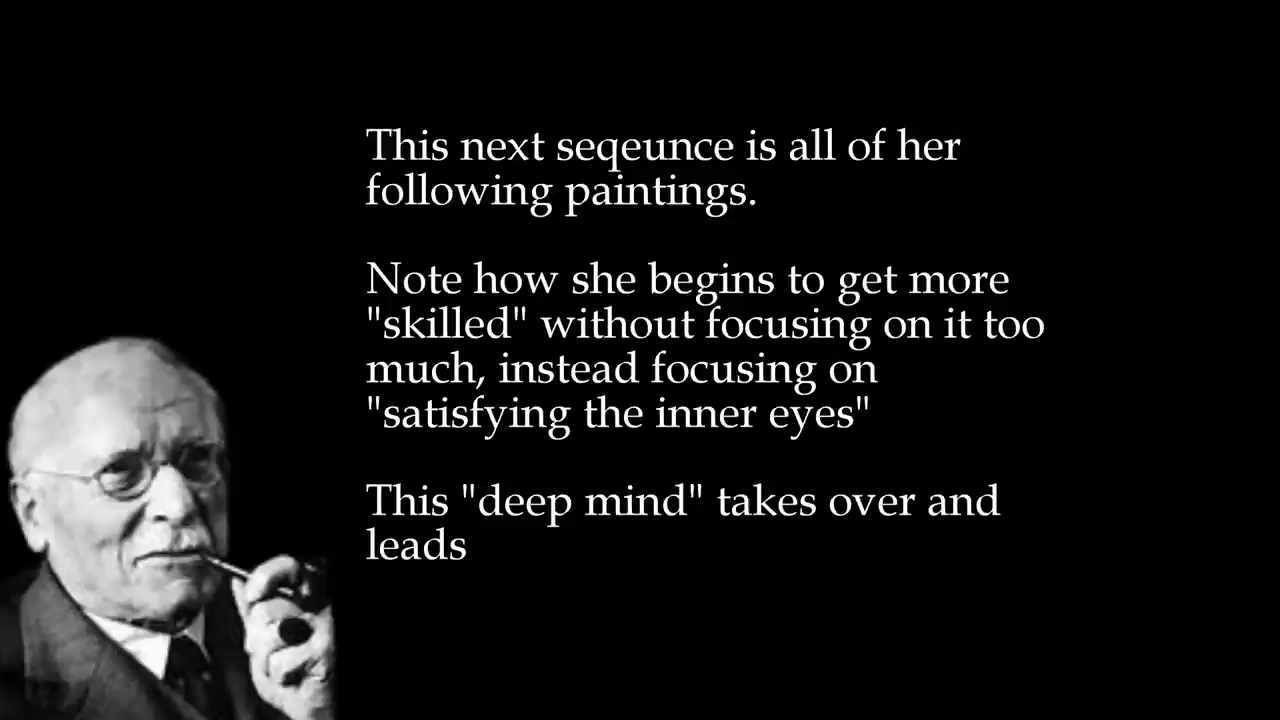 This next seqeunce is all of her
following paintings.
Note how she begins to get more
"skilled" without focusing on it too
much, instead focusing on
"satisfying the inner eyes"
This "deep mind" takes over and
leads